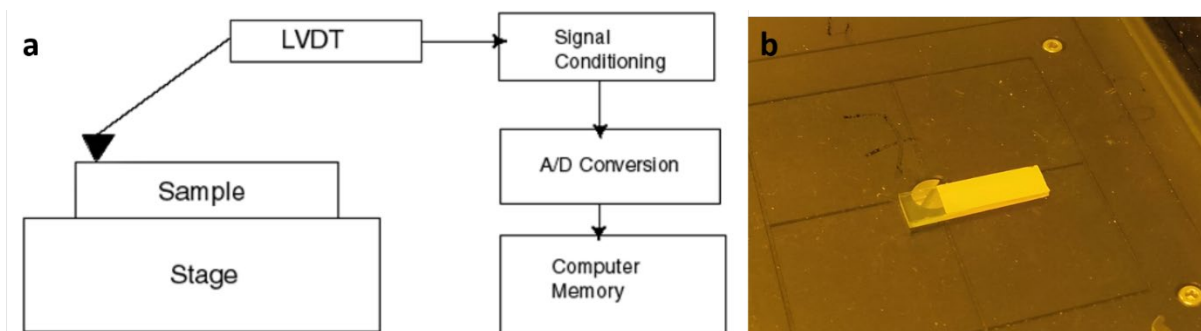 a
LVDT
Signal
Conditioning
A/D Conversion
Sample
Stage
Computer
Memory
b